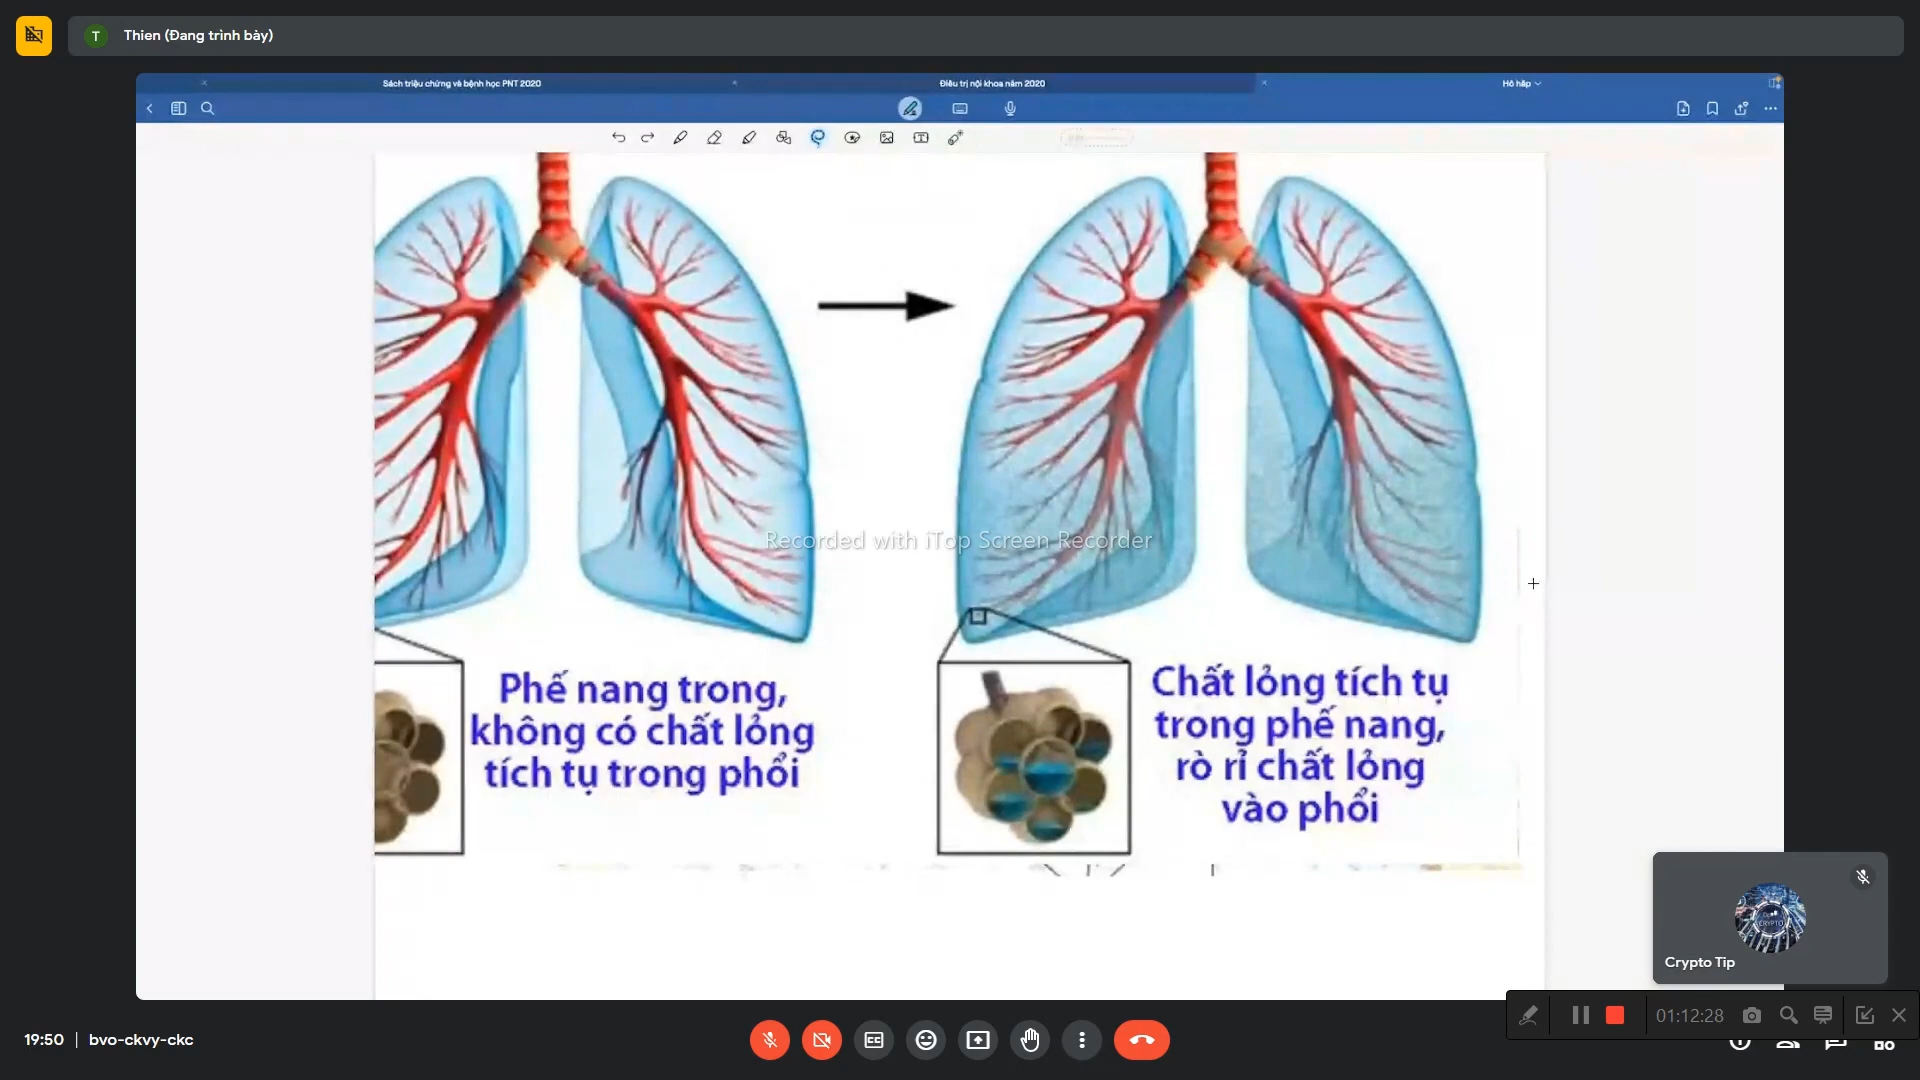 T
Thien (Đang trình bày)
Sách triệu chứng và bệnh học PNT 2020
Điều trị nội khoa năm 2020
Hô hấp
Recorded with iTop Screen Recorder
Phế nang trong,
không có chất lỏng
tích tụ trong phổi
Chất lỏng tích tụ
trong phế nang,
rò rỉ chất lỏng
vào phổi
CRYPTO
Crypto Tip
01:12:28
19:50 | bvo-ckvy-ckc